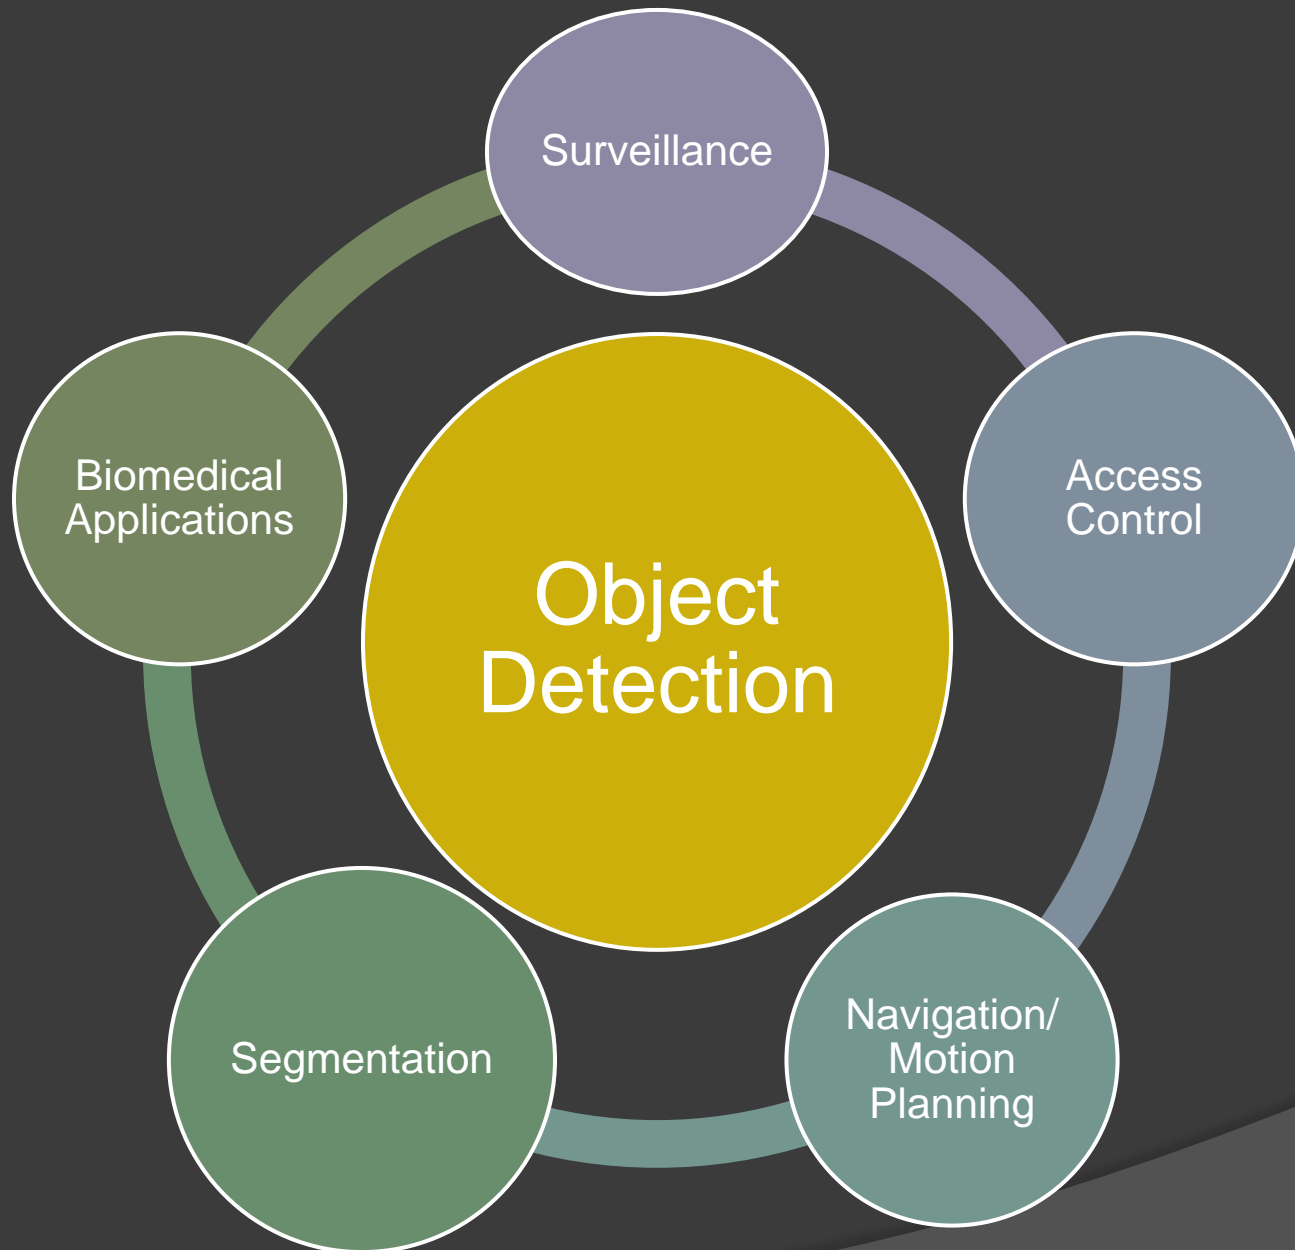 Surveillance
Access
Control
Navigation/
Motion
Planning
Segmentation
Biomedical
Applications
Object
Detection